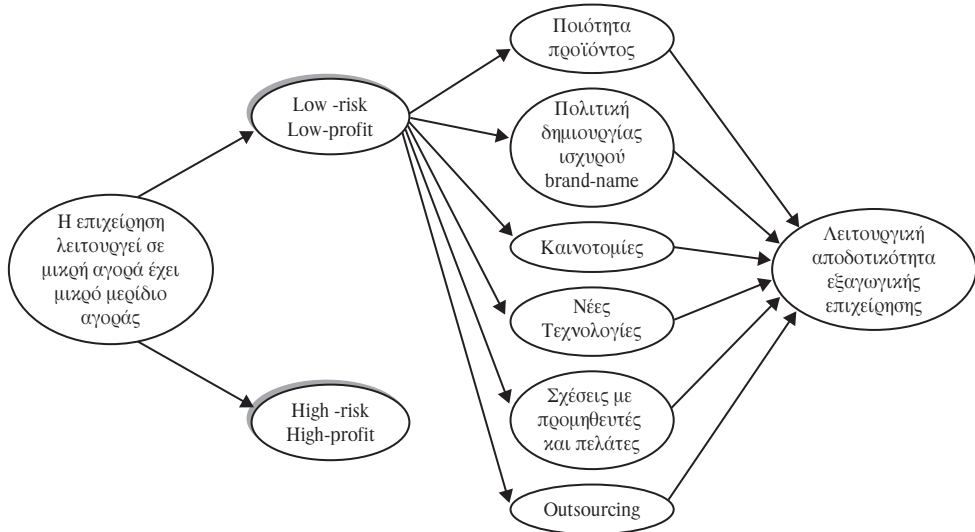 Η επιχείρηση
λειτουργεί σε
μικρή αγορά έχει
μικρό μερίδιο
αγοράς
Low -risk
Low-profit
High -risk
High-profit
Ποιότητα
προϊόντος
Πολιτική
δημιουργίας
ισχυρού
brand-name
Καινοτομίες
Νέες
Τεχνολογίες
Σχέσεις με
προμηθευτές
και πελάτες
Outsourcing
Λειτουργική
αποδοτικότητα
εξαγωγικής
επιχείρησης